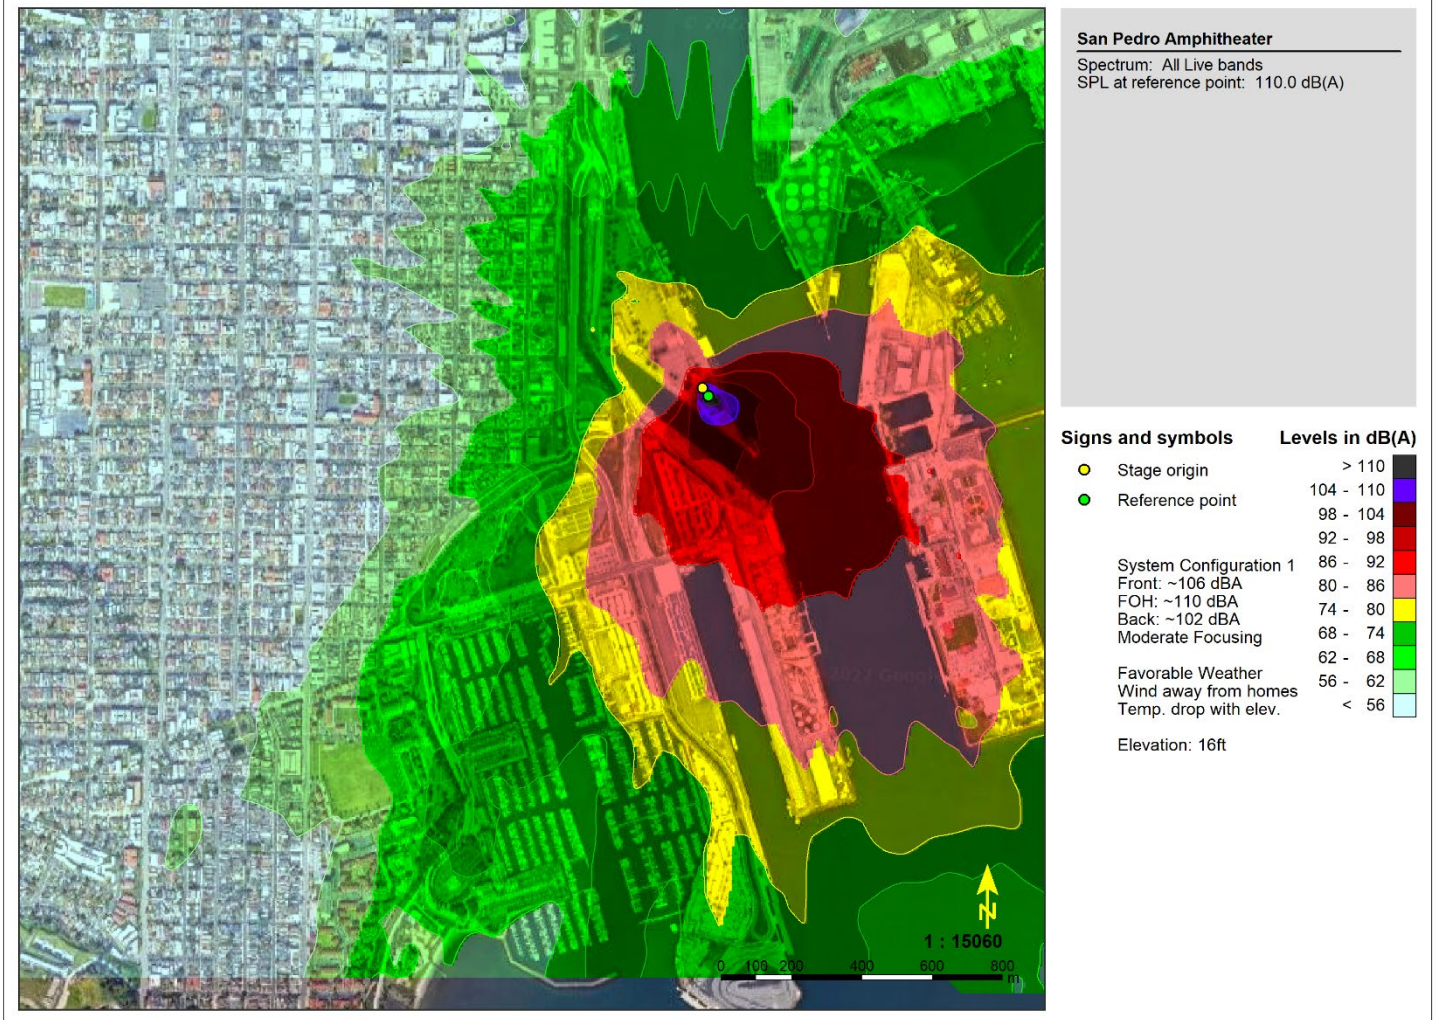 San Pedro Amphitheater
Spectrum: All Live bands
SPL at reference point: 110.0 dB(A)
Signs and symbols
Stage origin
Reference point
System Configuration 1
Front: ~106 dBA
FOH: ~110 dBA
Back: ~102 dBA
Moderate Focusing
Favorable Weather
Wind away from homes
Temp. drop with elev.
Elevation: 16ft
Levels in dB(A)
> 110
104 - 110
98 - 104
92 - 98
86 - 92
80 - 86
74 - 80
68 - 74
62 - 68
56 - 62
< 56
N
1 : 15060
0 100 200 400 600 800
m